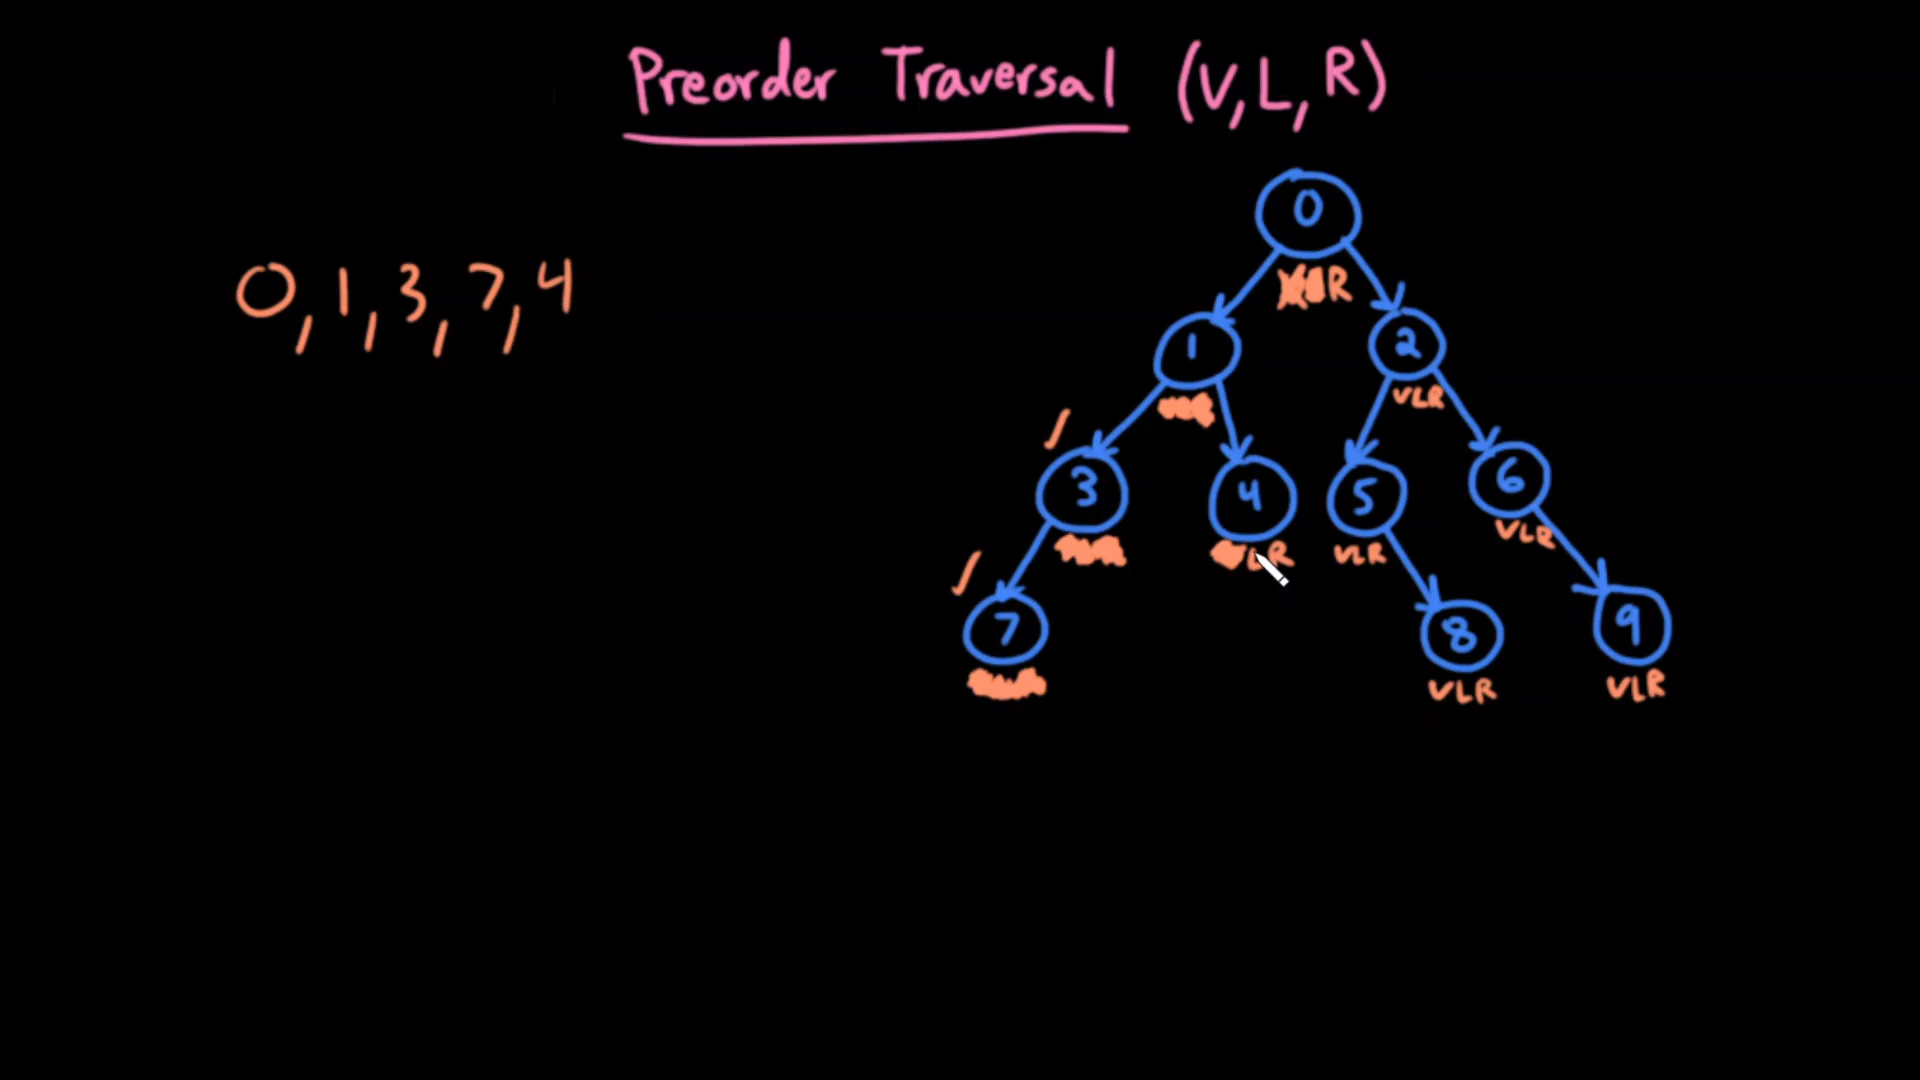 Preorder Traversal (V, L, R)
0, 1, 3, 7, 4
0
R
1
2
VLR
3
4
5
6
LR
VLR
VLR
7
8
9
VLR
VLR